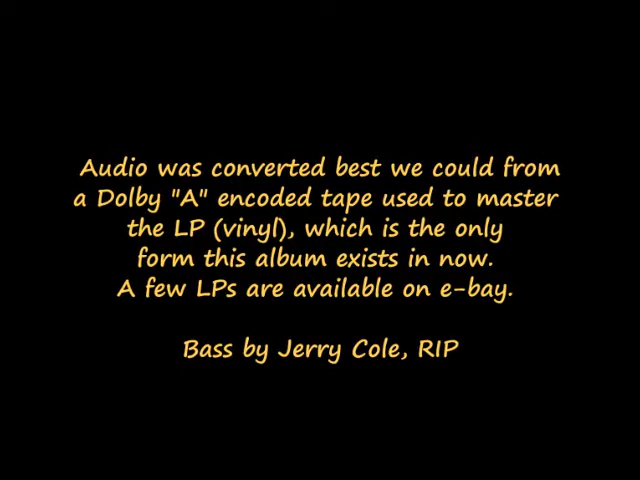 Audio was converted best we could from
a Dolby "A" encoded tape used to master
the LP (vinyl), which is the only
form this album exists in now.
A few LPs are available on e-bay.
Bass by Jerry Cole, RIP